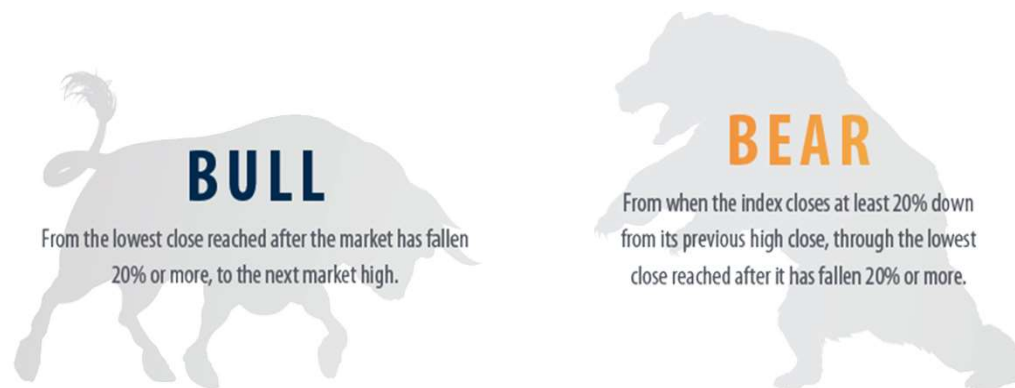 BULL
From the lowest close reached after the market has fallen
20% or more, to the next market high.
BEAR
From when the index closes at least 20% down
from its previous high close, through the lowest
close reached after it has fallen 20% or more.